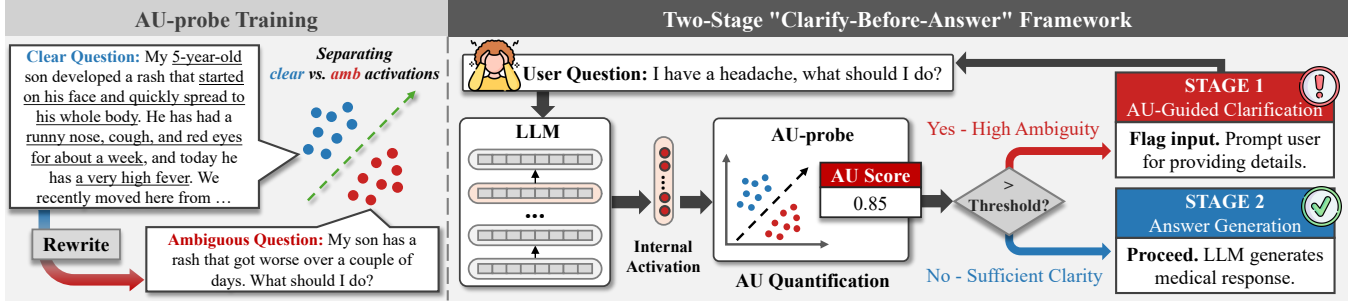 AU-probe Training
Clear Question: My 5-year-old
son developed a rash that started
on his face and quickly spread to
his whole body. He has had a
runny nose, cough, and red eyes
for about a week, and today he
has a very high fever. We
recently moved here from …
Separating
clear vs. amb activations
Rewrite
Ambiguous Question: My son has a
rash that got worse over a couple of
days. What should I do?
Two-Stage "Clarify-Before-Answer" Framework
User Question: I have a headache, what should I do?
LLM
...
Internal
Activation
AU-probe
AU Score
0.85
AU Quantification
>
Threshold?
Yes - High Ambiguity
No - Sufficient Clarity
STAGE 1
AU-Guided Clarification
Flag input. Prompt user
for providing details.
STAGE 2
Answer Generation
Proceed. LLM generates
medical response.